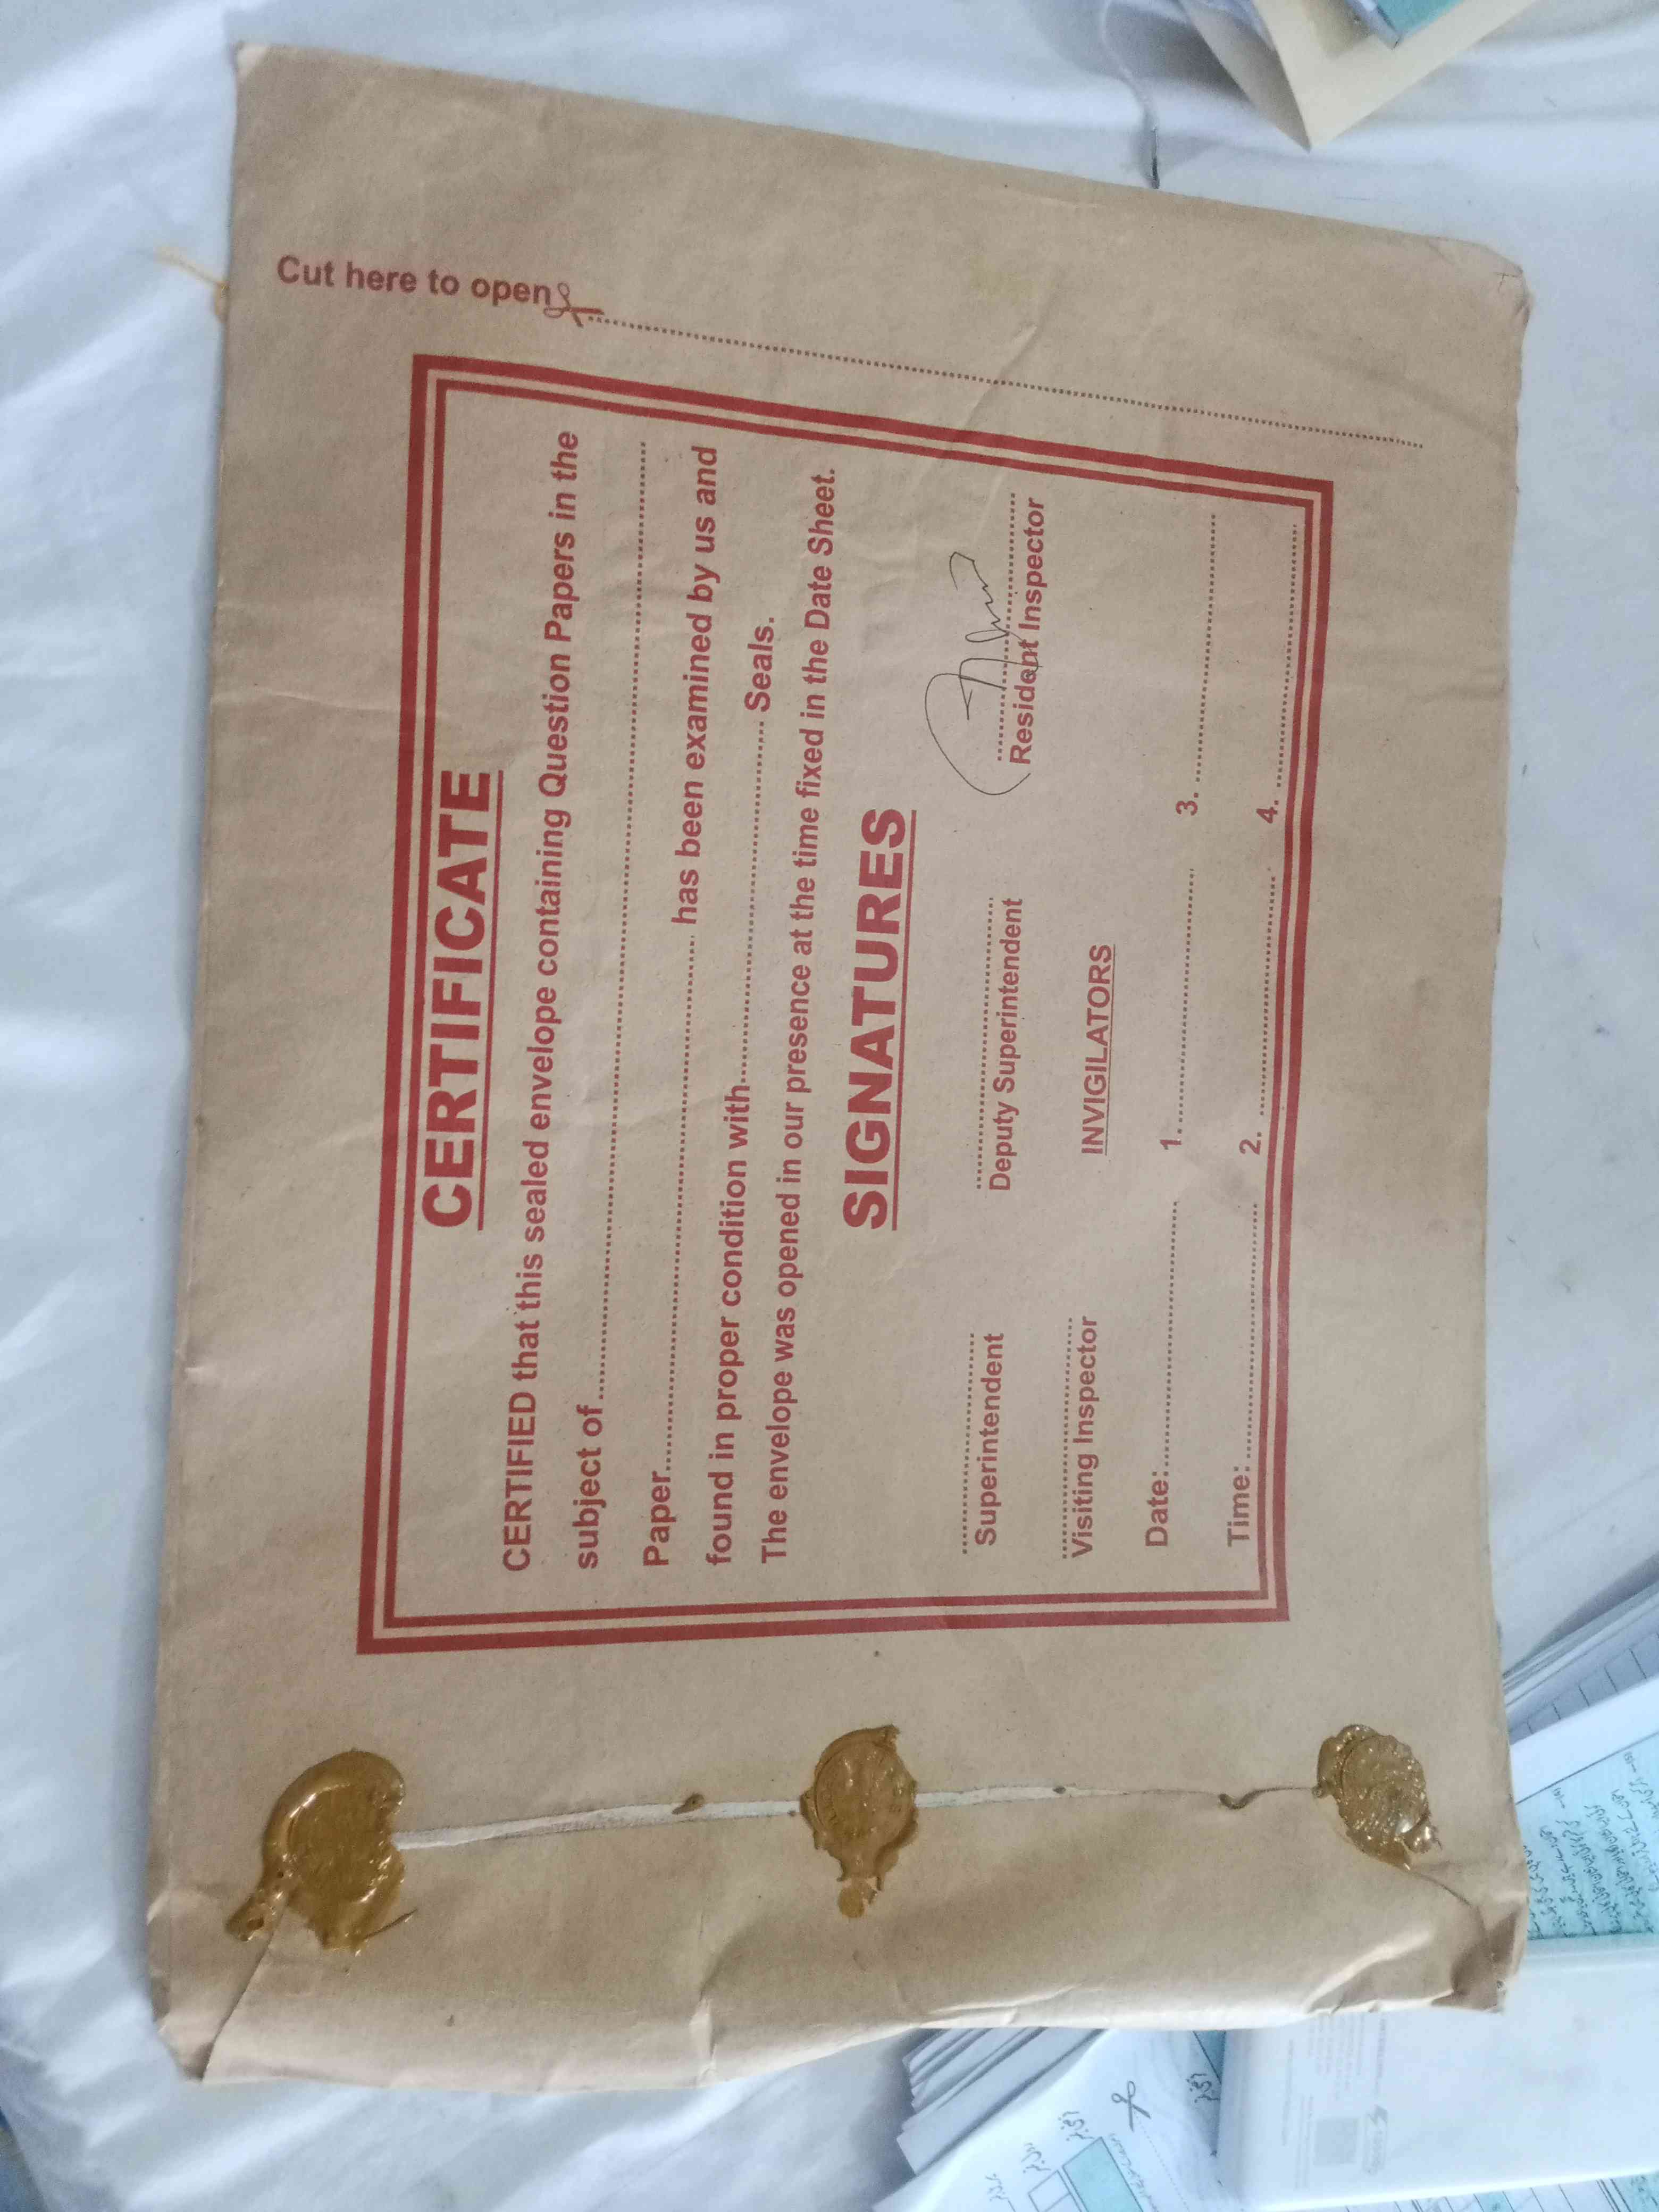 Cut here to open
CERTIFICATE
CERTIFIED that this sealed envelope containing Question Papers in the
subject of
Paper has been examined by us and
found in proper condition with Seals.
The envelope was opened in our presence at the time fixed in the Date Sheet.
SIGNATURES
Superintendent Deputy Superintendent Resident Inspector
Visiting Inspector INVIGILATORS
Date: 1. 3.
Time: 2. 4.